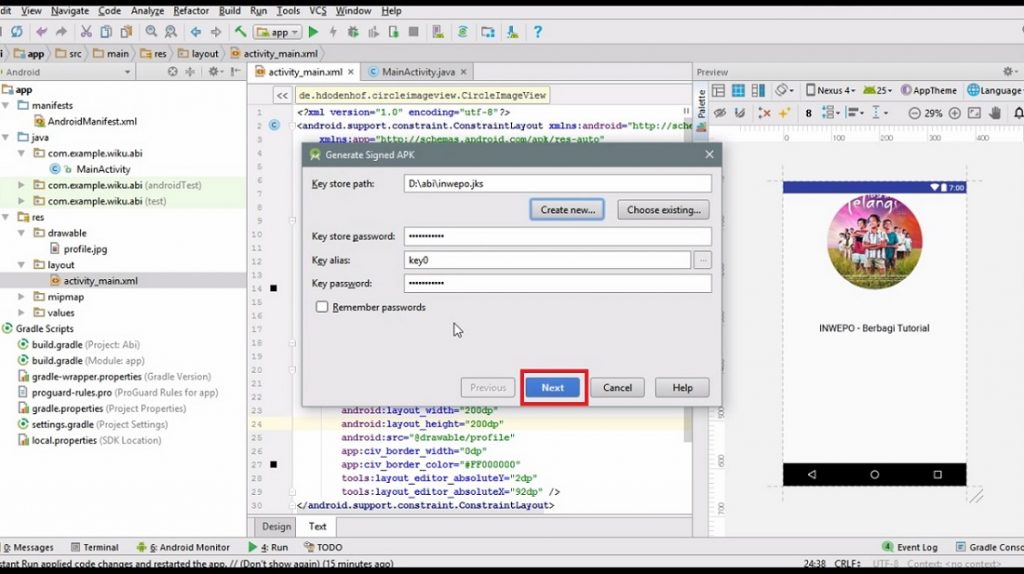 dit View Navigate Code Analyze Refactor Build Run Tools VCS Window Help
app
app src main res layout activity_main.xml
Android
activity_main.xml MainActivity.java
Preview
app
manifests
AndroidManifest.xml
java
com.example.wiku.abi
MainActivity
com.example.wiku.abi (androidTest)
com.example.wiku.abi (test)
res
drawable
profile.jpg
layout
activity_main.xml
mipmap
values
Gradle Scripts
build.gradle (Project: Abi)
build.gradle (Module: app)
gradle-wrapper.properties (Gradle Version)
proguard-rules.pro (ProGuard Rules for app)
gradle.properties (Project Properties)
settings.gradle (Project Settings)
local.properties (SDK Location)
<< de.hdodenhof.circleimageview.CircleImageView
1 <?xml version="1.0" encoding="utf-8"?>
2 <android.support.constraint.ConstraintLayout xmlns:android="http://sche
3 xmlns:app="http://schemas.android.com/apk/res-auto"
Generate Signed APK
Key store path: D:\abi\inwepo.jks
Create new... Choose existing...
Key store password: •••••••••••
Key alias: key0 ...
Key password: •••••••••••
Remember passwords
Previous Next Cancel Help
9
10
11
12
13
14
15
16
17
18
19
20
21
22
23 android:layout_width="200dp"
24 android:layout_height="200dp"
25 android:src="@drawable/profile"
26 app:civ_border_width="0dp"
27 app:civ_border_color="#FF000000"
28 tools:layout_editor_absoluteY="2dp"
29 tools:layout_editor_absoluteX="92dp" />
30 </android.support.constraint.ConstraintLayout>
Design Text
Palette
Nexus 4 25 AppTheme Language
8 29%
0 100 200 300 400
7:00
Pelangi
INWEPO - Berbagi Tutorial
0: Messages Terminal 6: Android Monitor 4: Run TODO Event Log Gradle Conso
stant Run applied code changes and restarted the app. // (Don't show again) (15 minutes ago) 24:38 CRLF÷ UTF-8 Context: <no context>